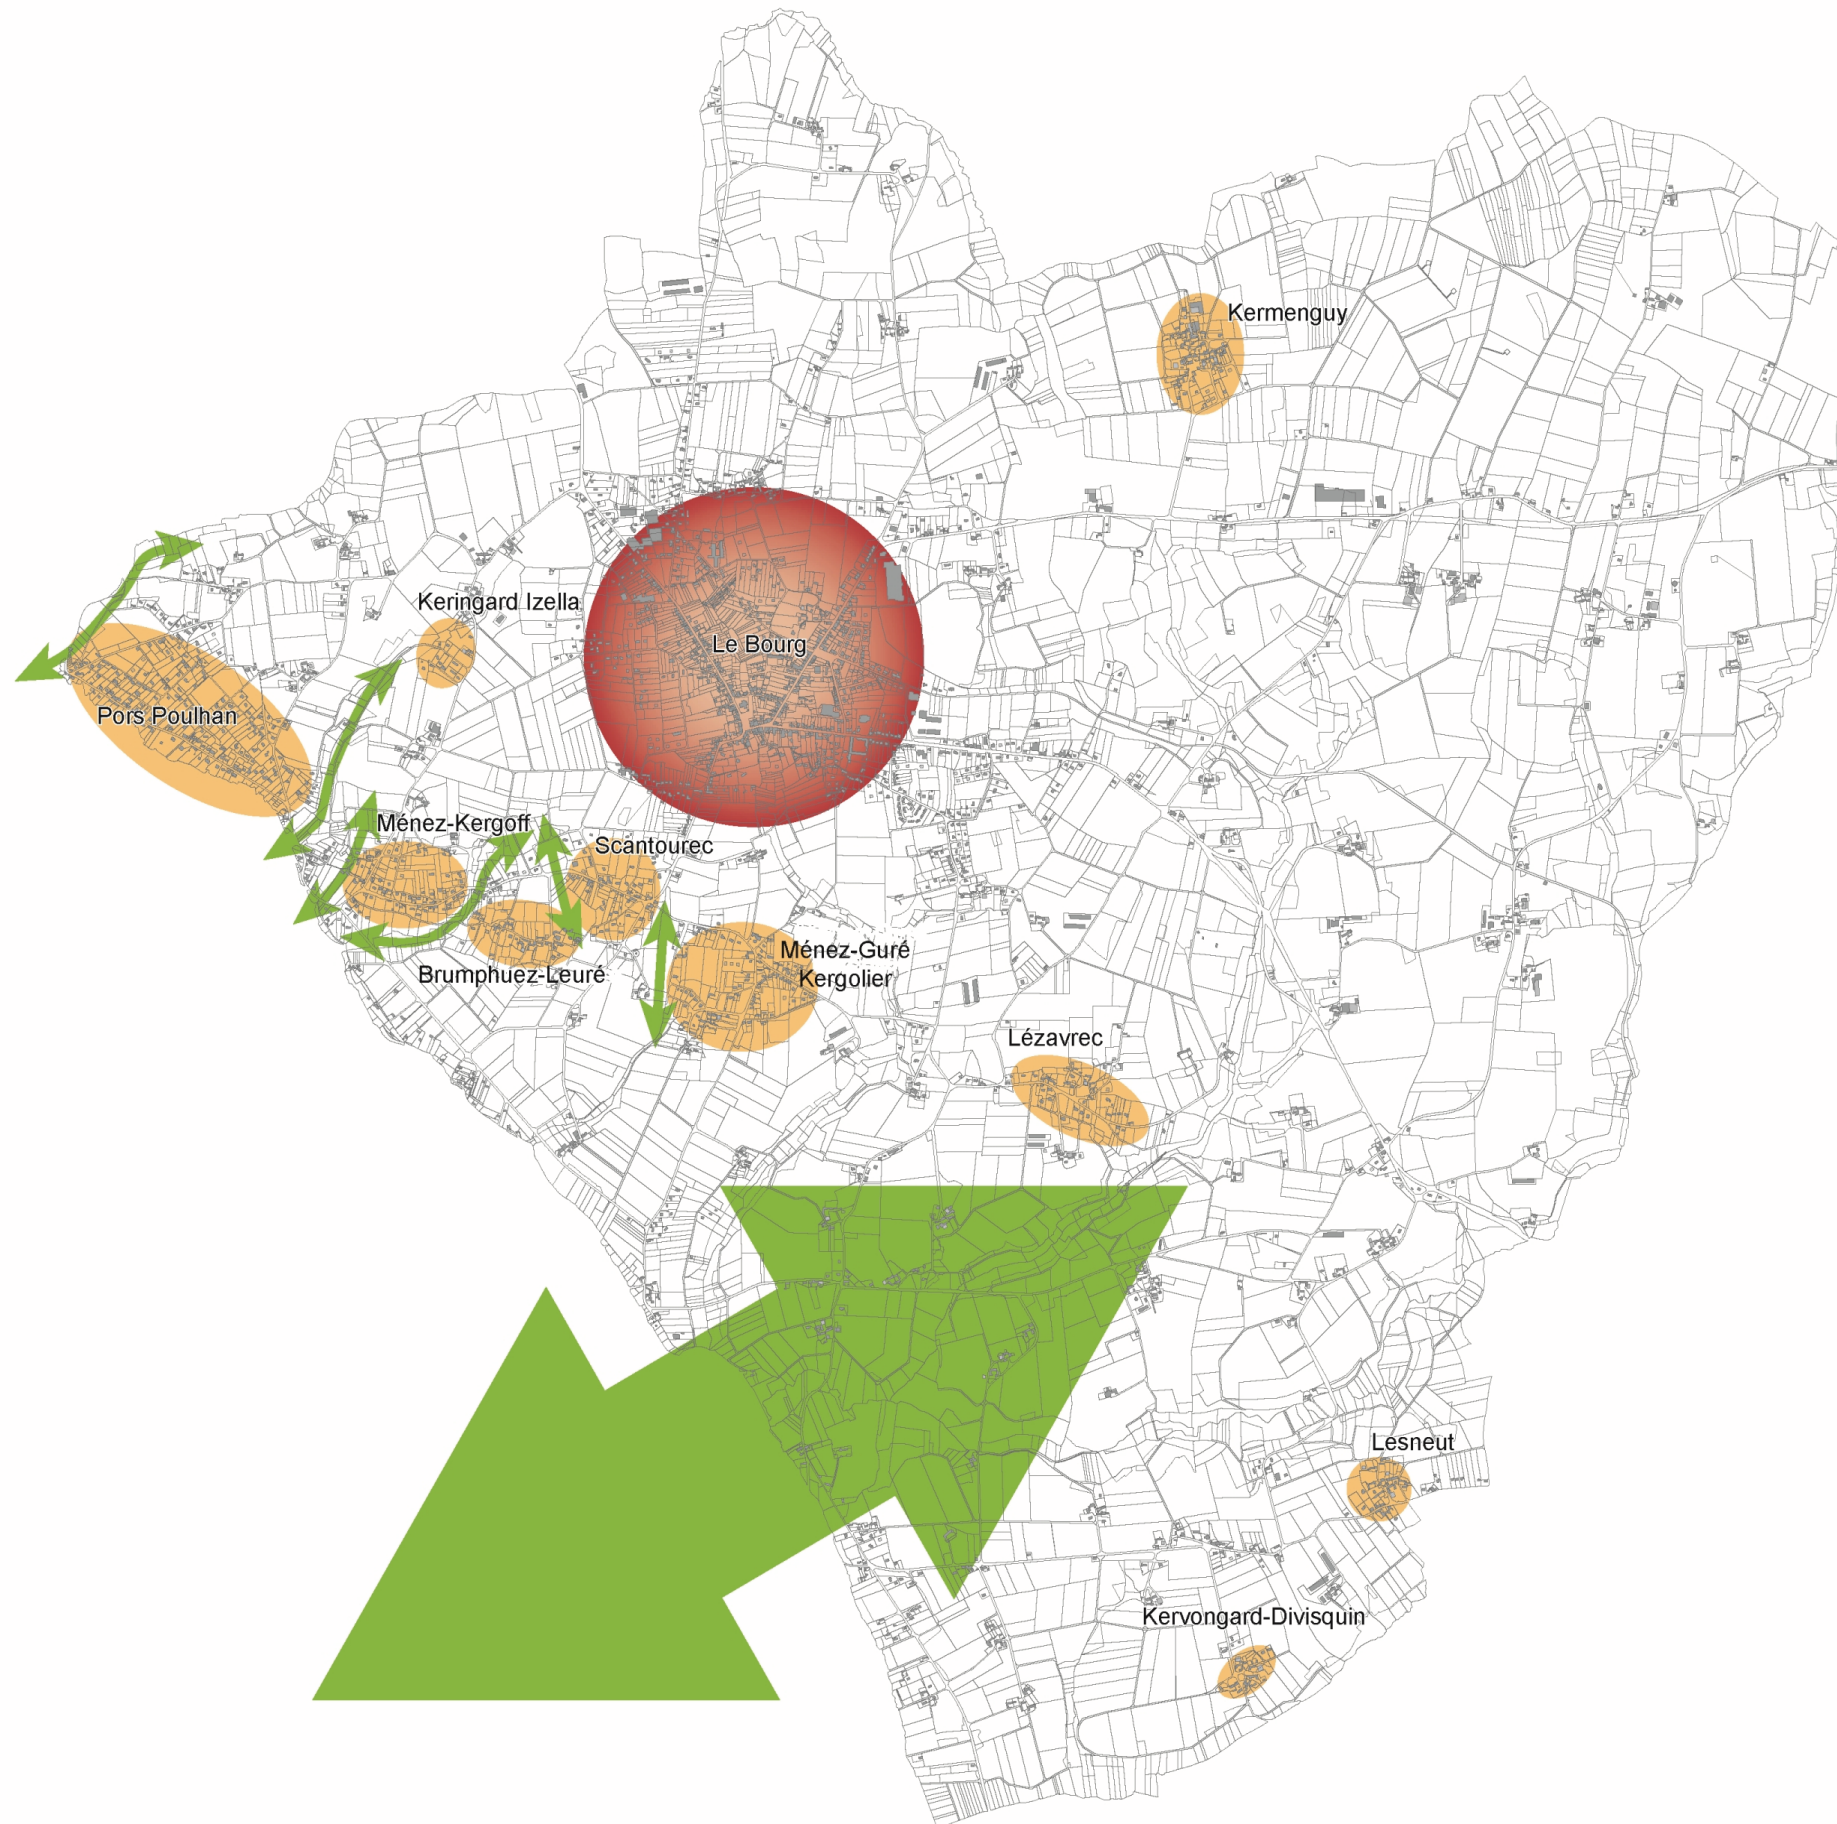 Kermenguy
Keringard Izella
Le Bourg
Pors Poulhan
Ménez-Kergoff
Scantourec
Ménez-Guré
Kergolier
Brumphuez-Leuré
Lézavrec
Lesneut
Kervongard-Divisquin